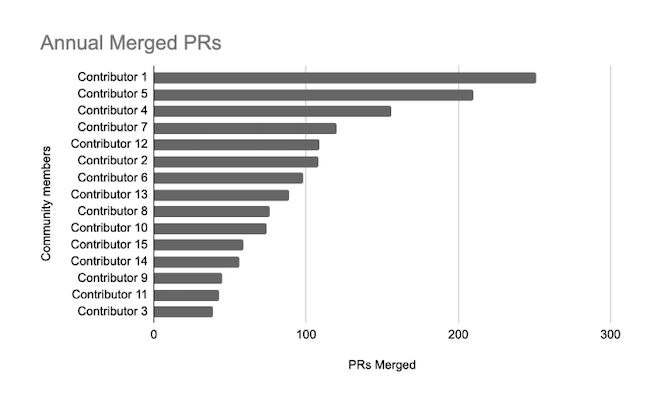 Annual Merged PRs
Community members
Contributor 1
Contributor 5
Contributor 4
Contributor 7
Contributor 12
Contributor 2
Contributor 6
Contributor 13
Contributor 8
Contributor 10
Contributor 15
Contributor 14
Contributor 9
Contributor 11
Contributor 3
0 100 200 300
PRs Merged